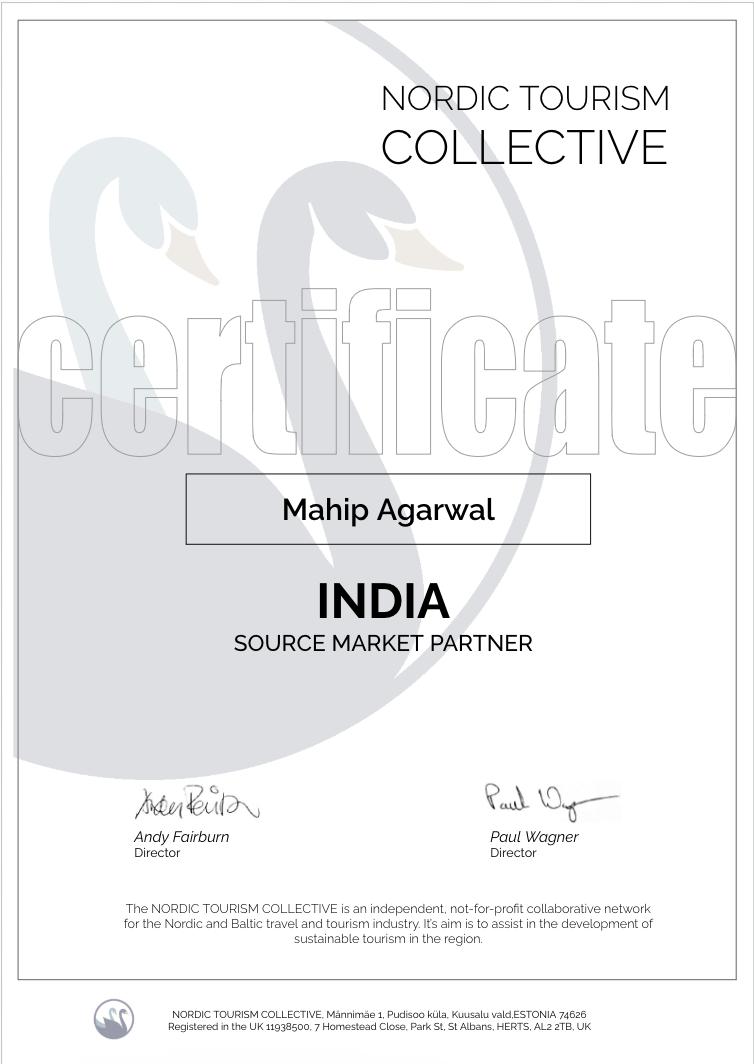 NORDIC TOURISM
COLLECTIVE
certificate
Mahip Agarwal
INDIA
SOURCE MARKET PARTNER
Paul Wagner
Andy Fairburn
Director
Paul Wagner
Director
The NORDIC TOURISM COLLECTIVE is an independent, not-for-profit collaborative network
for the Nordic and Baltic travel and tourism industry. It's aim is to assist in the development of
sustainable tourism in the region.
NORDIC TOURISM COLLECTIVE, Männimäe 1, Pudisoo küla, Kuusalu vald,ESTONIA 74626
Registered in the UK 11938500, 7 Homestead Close, Park St, St Albans, HERTS, AL2 2TB, UK